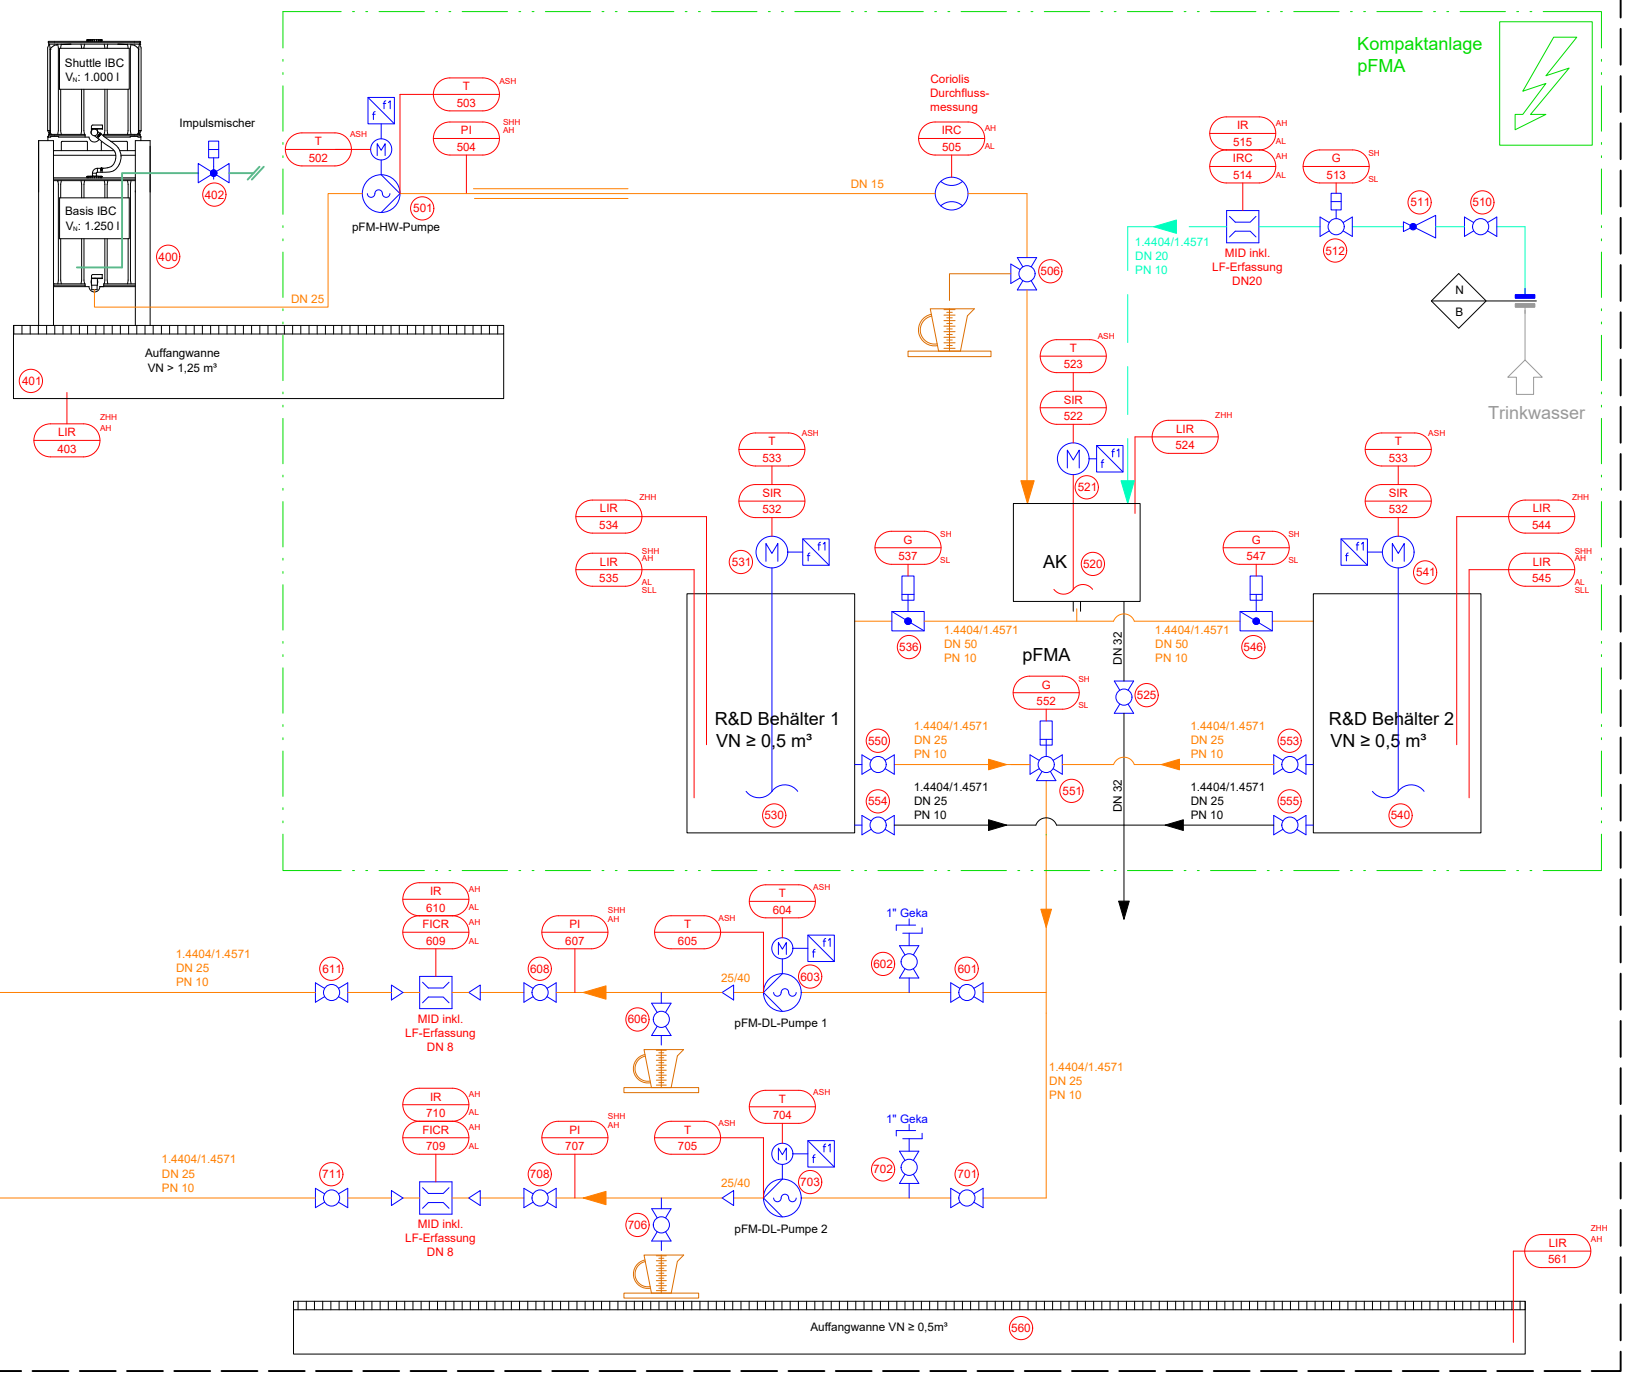 Kompaktanlage
pFMA
Shuttle IBC
VN: 1.000 l
Impulsmischer
402
Basis IBC
VN: 1.250 l
400
DN 25
Auffangwanne
VN > 1,25 m³
401
LIR
403
ZHH
AH
T
502
ASH
f1
f
M
T
503
ASH
PI
504
SHH
AH
501
pFM-HW-Pumpe
DN 15
Coriolis
Durchfluss-
messung
IRC
505
AH
AL
506
IR
515
AH
AL
IRC
514
AH
AL
G
513
SH
SL
512
511
510
1.4404/1.4571
DN 20
PN 10
MID inkl.
LF-Erfassung
DN20
N
B
Trinkwasser
T
523
ASH
SIR
522
M
f1
f
521
LIR
524
ZHH
AK
520
T
533
ASH
SIR
532
531
M
f1
f
LIR
534
ZHH
LIR
535
SHH
AH
AL
SLL
G
537
SH
SL
536
1.4404/1.4571
DN 50
PN 10
pFMA
DN 32
1.4404/1.4571
DN 50
PN 10
G
547
SH
SL
546
T
533
ASH
SIR
532
f1
f
M
541
LIR
544
ZHH
LIR
545
SHH
AH
AL
SLL
G
552
SH
SL
525
R&D Behälter 1
VN ≥ 0,5 m³
530
R&D Behälter 2
VN ≥ 0,5 m³
540
550
1.4404/1.4571
DN 25
PN 10
551
1.4404/1.4571
DN 25
PN 10
553
554
1.4404/1.4571
DN 25
PN 10
DN 32
1.4404/1.4571
DN 25
PN 10
555
1.4404/1.4571
DN 25
PN 10
611
IR
610
AH
AL
FICR
609
AH
AL
MID inkl.
LF-Erfassung
DN 8
608
PI
607
SHH
AH
606
T
605
ASH
T
604
ASH
M
f1
f
25/40
603
pFM-DL-Pumpe 1
1" Geka
602
601
1.4404/1.4571
DN 25
PN 10
1.4404/1.4571
DN 25
PN 10
711
IR
710
AH
AL
FICR
709
AH
AL
MID inkl.
LF-Erfassung
DN 8
708
PI
707
SHH
AH
706
T
705
ASH
T
704
ASH
M
f1
f
25/40
703
pFM-DL-Pumpe 2
1" Geka
702
701
LIR
561
ZHH
AH
Auffangwanne VN ≥ 0,5m³
560